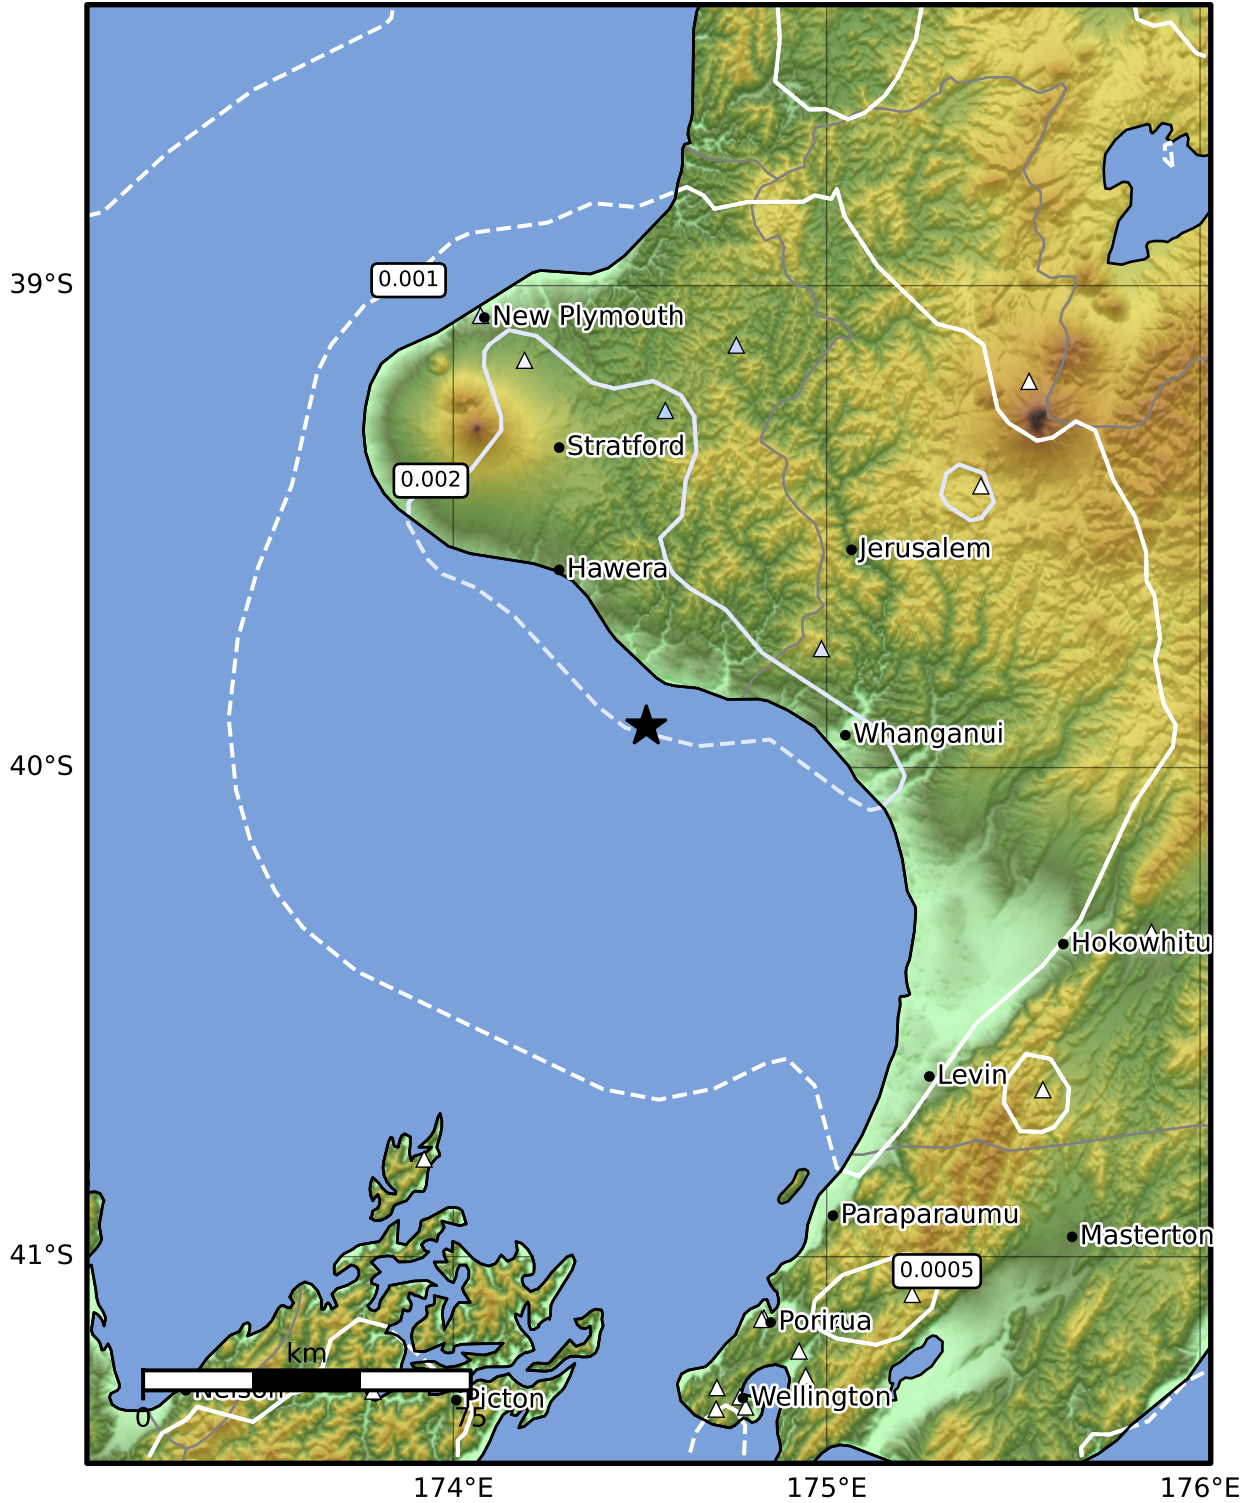 39°S
0.001
New Plymouth
Stratford
0.002
Jerusalem
Hawera
Whanganui
40°S
Hokowhitu
Levin
Paraparaumu
Masterton
41°S
0.0005
Porirua
km
Nelson
Picton
Wellington
0
75
174°E
175°E
176°E